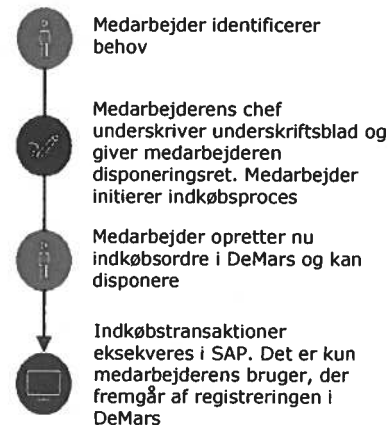 Medarbejder identificerer
behov
Medarbejderens chef
underskriver underskriftsblad og
giver medarbejderen
disponeringsret. Medarbejder
initierer indkøbsproces
Medarbejder opretter nu
indkøbsordre i DeMars og kan
disponere
Indkøbstransaktioner
eksekveres i SAP. Det er kun
medarbejderens bruger, der
fremgår af registreringen i
DeMars